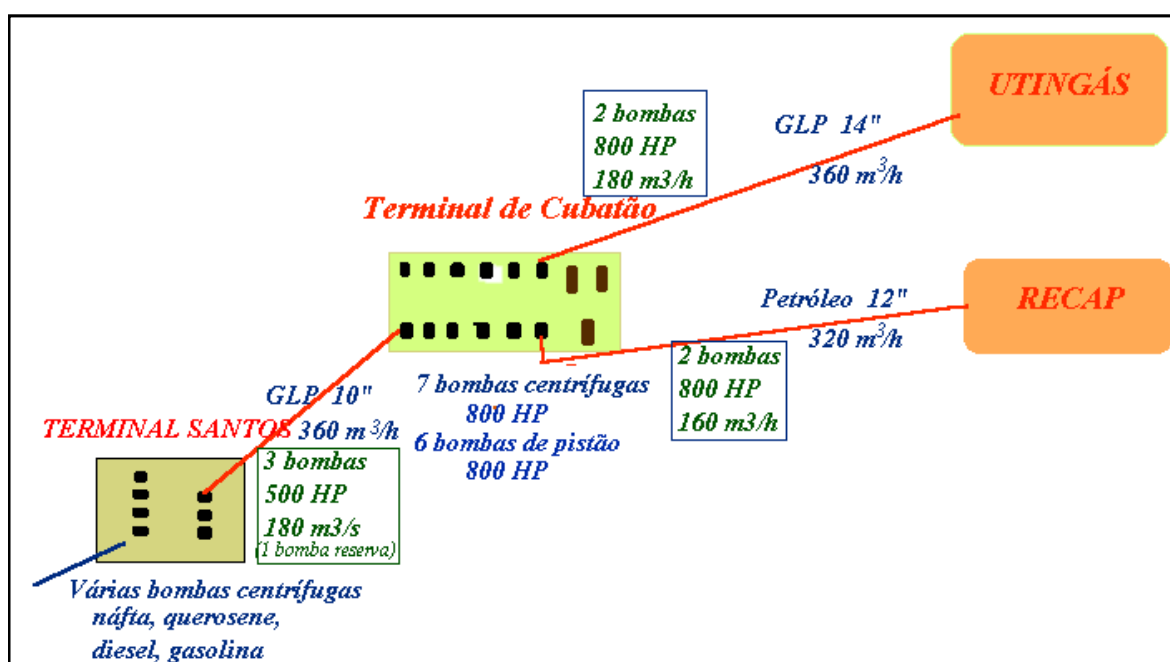 UTINGÁS
2 bombas
800 HP
180 m3/h
GLP 14"
360 m³/h
Terminal de Cubatão
Petróleo 12"
320 m³/h
RECAP
2 bombas
800 HP
160 m3/h
7 bombas centrífugas
800 HP
6 bombas de pistão
800 HP
GLP 10"
360 m³/h
TERMINAL SANTOS
3 bombas
500 HP
180 m3/s
(1 bomba reserva)
Várias bombas centrífugas
náfta, querosene,
diesel, gasolina